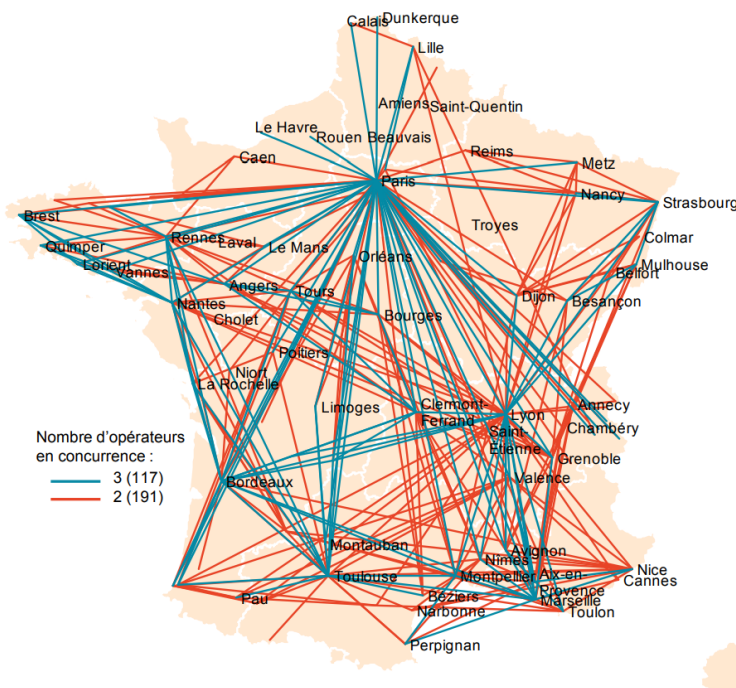 Calais
Dunkerque
Lille
Amiens
Saint-Quentin
Le Havre
Rouen
Beauvais
Caen
Reims
Metz
Paris
Nancy
Strasbourg
Brest
Rennes
Laval
Le Mans
Troyes
Colmar
Quimper
Lorient
Vannes
Orléans
Mulhouse
Belfort
Angers
Tours
Dijon
Besançon
Nantes
Cholet
Bourges
Poitiers
Niort
La Rochelle
Limoges
Clermont-
Ferrand
Lyon
Annecy
Saint-
Étienne
Chambéry
Grenoble
Valence
Nombre d'opérateurs
en concurrence :
3 (117)
2 (191)
Bordeaux
Montauban
Avignon
Nîmes
Toulouse
Montpellier
Aix-en-
Provence
Nice
Cannes
Pau
Béziers
Marseille
Narbonne
Toulon
Perpignan